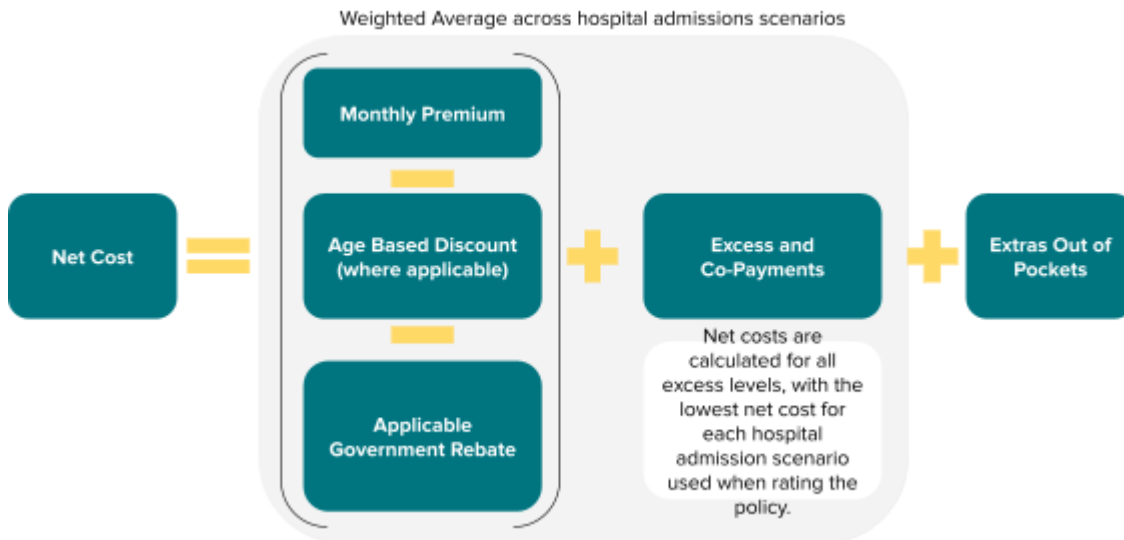 Weighted Average across hospital admissions scenarios
Monthly Premium
Net Cost
Age Based Discount
(where applicable)
Excess and
Co-Payments
Extras Out of
Pockets
Applicable
Government Rebate
Net costs are
calculated for all
excess levels, with the
lowest net cost for
each hospital
admission scenario
used when rating the
policy.